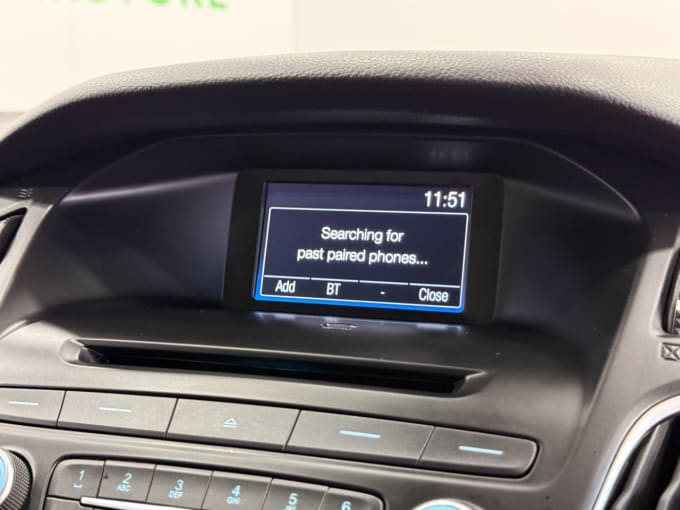 11:51
Searching for
past paired phones...
Add BT - Close
1 2 3 4 5 6
ABC DEF GHI JKL